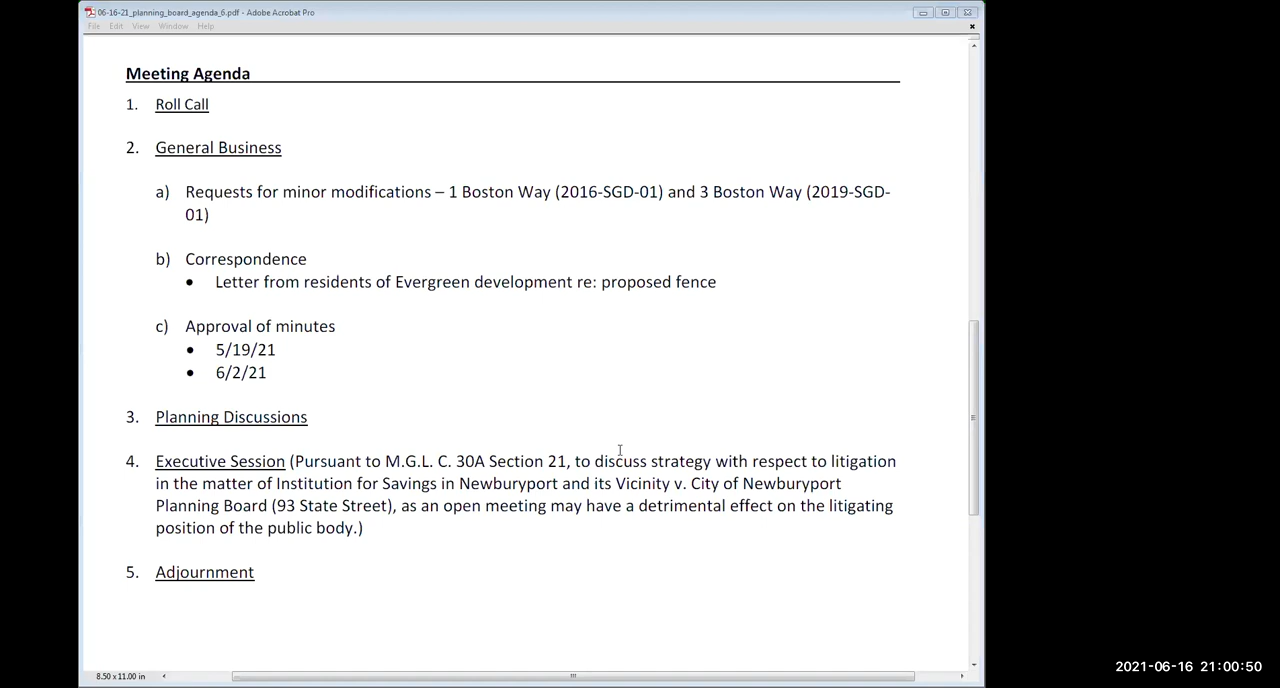 06-16-21_planning_board_agenda_6.pdf - Adobe Acrobat Pro
File Edit View Window Help
Meeting Agenda
1. Roll Call
2. General Business
a) Requests for minor modifications – 1 Boston Way (2016-SGD-01) and 3 Boston Way (2019-SGD-
01)
b) Correspondence
• Letter from residents of Evergreen development re: proposed fence
c) Approval of minutes
• 5/19/21
• 6/2/21
3. Planning Discussions
4. Executive Session (Pursuant to M.G.L. C. 30A Section 21, to discuss strategy with respect to litigation
in the matter of Institution for Savings in Newburyport and its Vicinity v. City of Newburyport
Planning Board (93 State Street), as an open meeting may have a detrimental effect on the litigating
position of the public body.)
5. Adjournment
8.50 x 11.00 in
2021-06-16 21:00:50